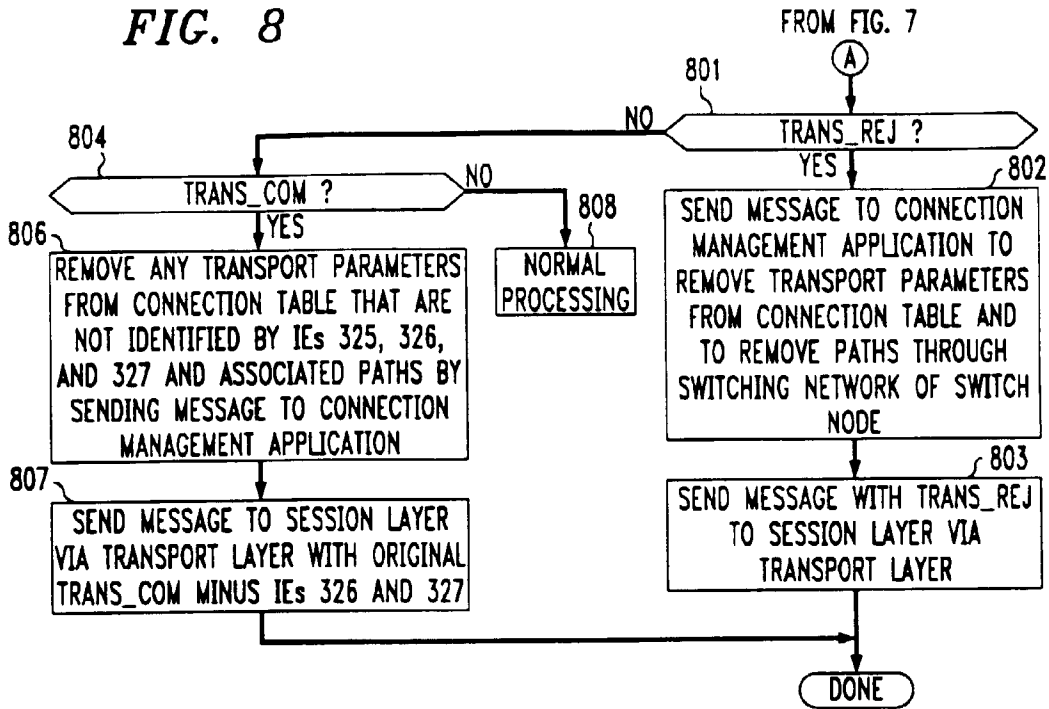 FIG. 8
FROM FIG. 7
A
801
TRANS_REJ ?
NO
YES
802
SEND MESSAGE TO CONNECTION
MANAGEMENT APPLICATION TO
REMOVE TRANSPORT PARAMETERS
FROM CONNECTION TABLE AND
TO REMOVE PATHS THROUGH
SWITCHING NETWORK OF SWITCH
NODE
803
SEND MESSAGE WITH TRANS_REJ
TO SESSION LAYER VIA
TRANSPORT LAYER
804
TRANS_COM ?
NO
YES
808
NORMAL
PROCESSING
806
REMOVE ANY TRANSPORT PARAMETERS
FROM CONNECTION TABLE THAT ARE
NOT IDENTIFIED BY IEs 325, 326,
AND 327 AND ASSOCIATED PATHS BY
SENDING MESSAGE TO CONNECTION
MANAGEMENT APPLICATION
807
SEND MESSAGE TO SESSION LAYER
VIA TRANSPORT LAYER WITH ORIGINAL
TRANS_COM MINUS IEs 326 AND 327
DONE